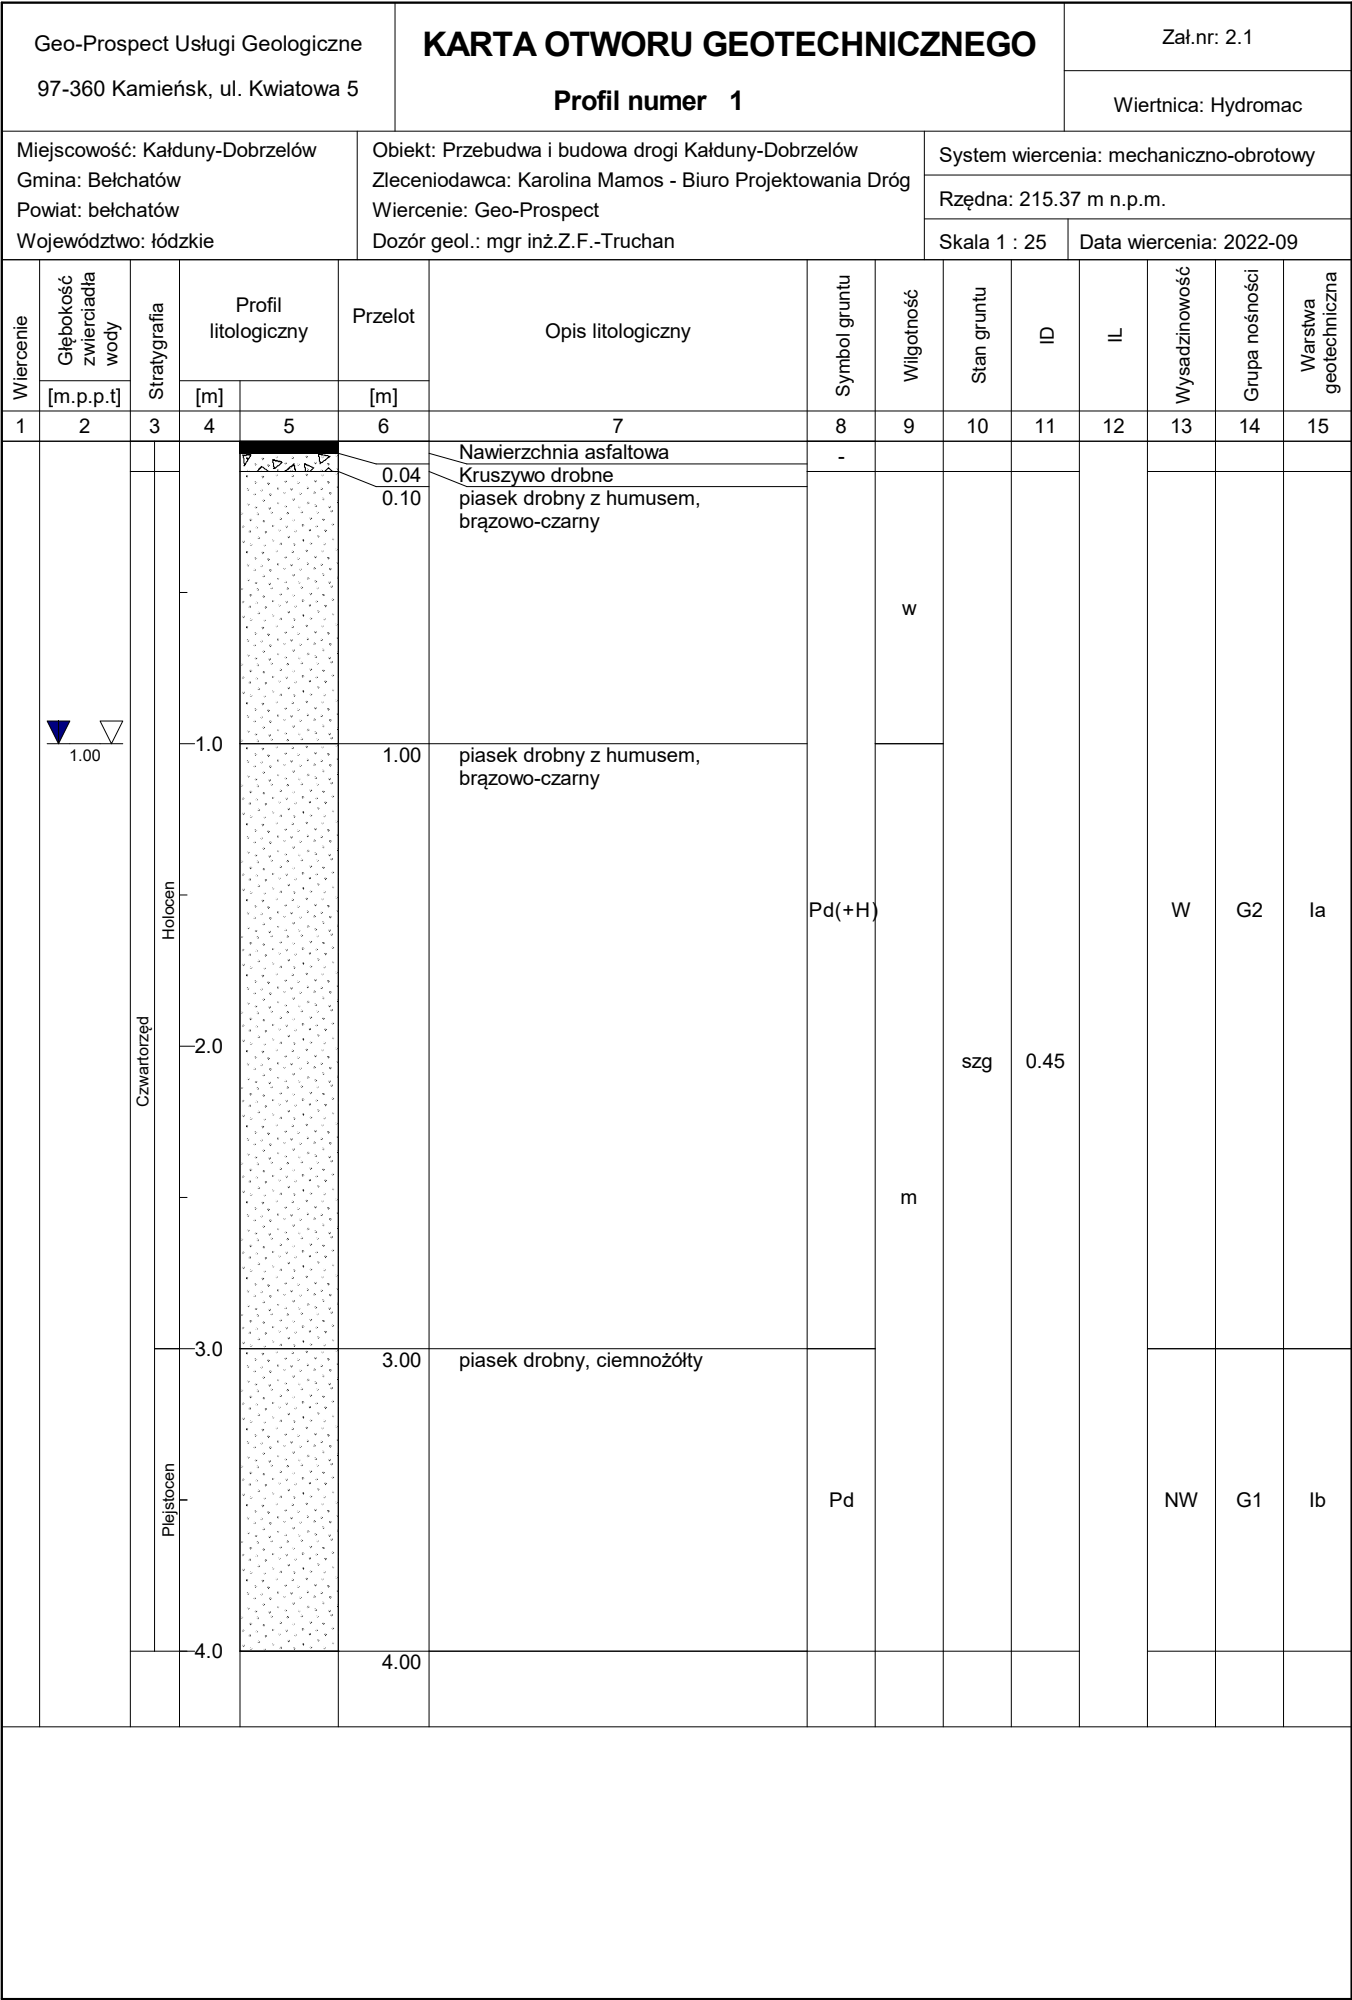 Geo-Prospect Usługi Geologiczne
97-360 Kamieńsk, ul. Kwiatowa 5
KARTA OTWORU GEOTECHNICZNEGO
Profil numer 1
Zał.nr: 2.1
Wiertnica: Hydromac
Miejscowość: Kałduny-Dobrzelów
Gmina: Bełchatów
Powiat: bełchatów
Województwo: łódzkie
Obiekt: Przebudwa i budowa drogi Kałduny-Dobrzelów
Zleceniodawca: Karolina Mamos - Biuro Projektowania Dróg
Wiercenie: Geo-Prospect
Dozór geol.: mgr inż.Z.F.-Truchan
System wiercenia: mechaniczno-obrotowy
Rzędna: 215.37 m n.p.m.
Skala 1 : 25
Data wiercenia: 2022-09
Wiercenie
Głębokość
zwierciadła
wody
[m.p.p.t]
Stratygrafia
Profil
litologiczny
[m]
Przelot
[m]
Opis litologiczny
Symbol gruntu
Wilgotność
Stan gruntu
ID
IL
Wysadzinowość
Grupa nośności
Warstwa
geotechniczna
1 2 3 4 5 6 7 8 9 10 11 12 13 14 15
Nawierzchnia asfaltowa
-
0.04 Kruszywo drobne
0.10 piasek drobny z humusem,
brązowo-czarny
w
1.00
1.0
1.00 piasek drobny z humusem,
brązowo-czarny
Holocen
Pd(+H)
W G2 Ia
Czwartorzęd
2.0
szg 0.45
m
3.0
3.00 piasek drobny, ciemnożółty
Plejstocen
Pd
NW G1 Ib
4.0
4.00